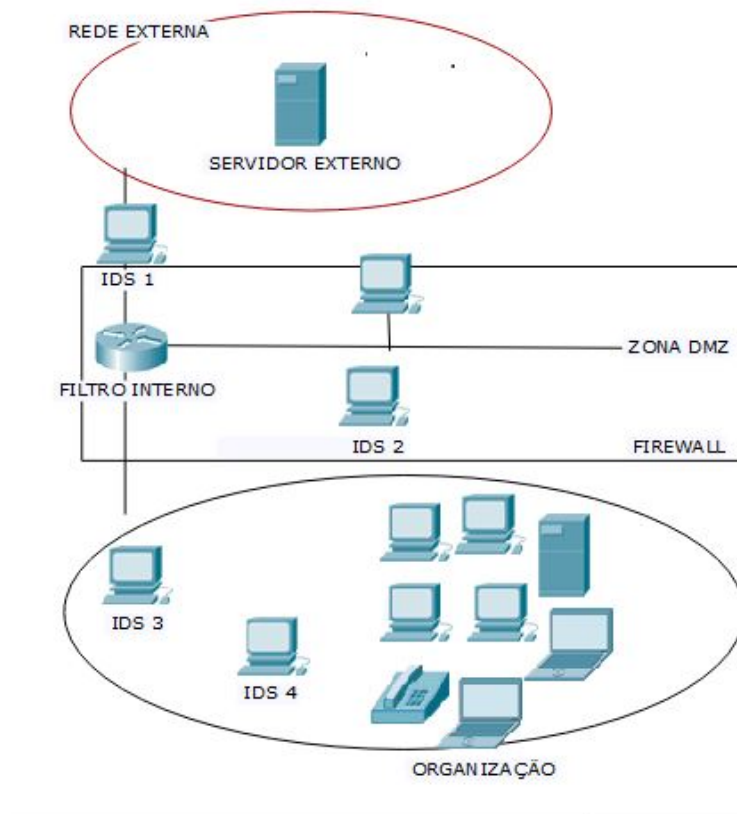 REDE EXTERNA
SERVIDOR EXTERNO
IDS 1
ZONA DMZ
FILTRO INTERNO
IDS 2
FIREWALL
IDS 3
IDS 4
ORGANIZAÇÃO